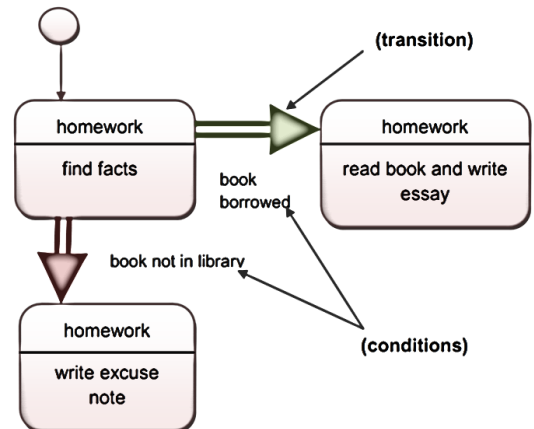 (transition)
homework
find facts
homework
read book and write
essay
book
borrowed
book not in library
homework
write excuse
note
(conditions)